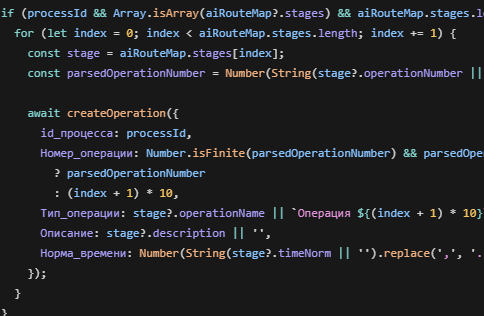 if (processId && Array.isArray(aiRouteMap?.stages) && aiRouteMap.stages.l
for (let index = 0; index < aiRouteMap.stages.length; index += 1) {
const stage = aiRouteMap.stages[index];
const parsedOperationNumber = Number(String(stage?.operationNumber ||
await createOperation({
id_процесса: processId,
Номер_операции: Number.isFinite(parsedOperationNumber) && parsedOper
? parsedOperationNumber
: (index + 1) * 10,
Тип_операции: stage?.operationName || `Операция ${(index + 1) * 10}
Описание: stage?.description || '',
Норма_времени: Number(String(stage?.timeNorm || '').replace(',', '.
});
}
}